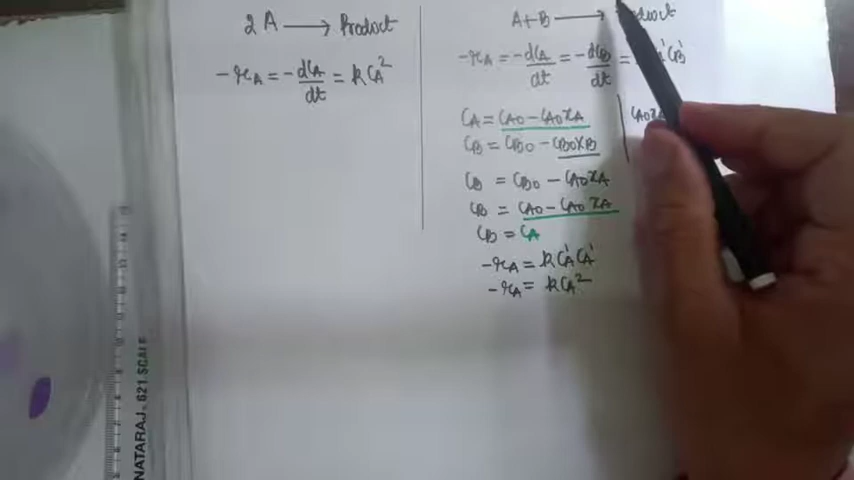 2A → Product
-rA = -dCA/dt = kCA²
A+B →
-rA = -dCA/dt = -dCB/dt =
CA = CA0 - CA0XA
CB = CB0 - CB0XB
CB = CB0 - CA0XA
CB = CA0 - CA0XA
CB = CA
-rA = kCA¹CA¹
-rA = kCA²
NATARAJ. 621 SCALE